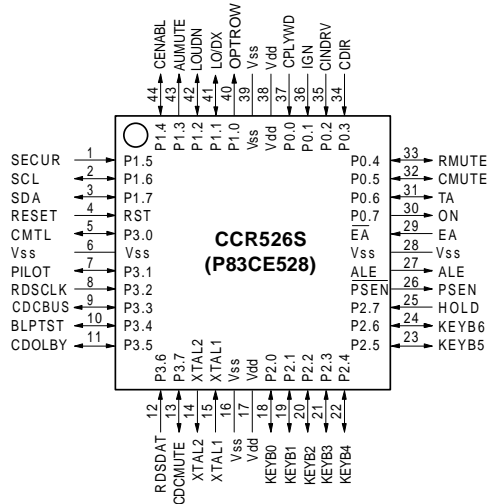 CENABL AUMUTE LOUDN LO/DX OPTROW Vss Vdd CPLYWD IGN CINDRV CDIR
44 43 42 41 40 39 38 37 36 35 34
P1.4 P1.3 P1.2 P1.1 P1.0 Vss Vdd P0.0 P0.1 P0.2 P0.3
SECUR 1 P1.5 P0.4 33 RMUTE
SCL 2 P1.6 P0.5 32 CMUTE
SDA 3 P1.7 P0.6 31 TA
RESET 4 RST P0.7 30 ON
CMTL 5 P3.0 EA 29 EA
Vss 6 Vss Vss 28 Vss
PILOT 7 P3.1 ALE 27 ALE
RDSCLK 8 P3.2 PSEN 26 PSEN
CDCBUS 9 P3.3 P2.7 25 HOLD
BLPTST 10 P3.4 P2.6 24 KEYB6
CDOLBY 11 P3.5 P2.5 23 KEYB5
CCR526S
(P83CE528)
P3.6 P3.7 XTAL2 XTAL1 Vss Vdd P2.0 P2.1 P2.2 P2.3 P2.4
12 13 14 15 16 17 18 19 20 21 22
RDSDAT CDCMUTE XTAL2 XTAL1 Vss Vdd KEYB0 KEYB1 KEYB2 KEYB3 KEYB4